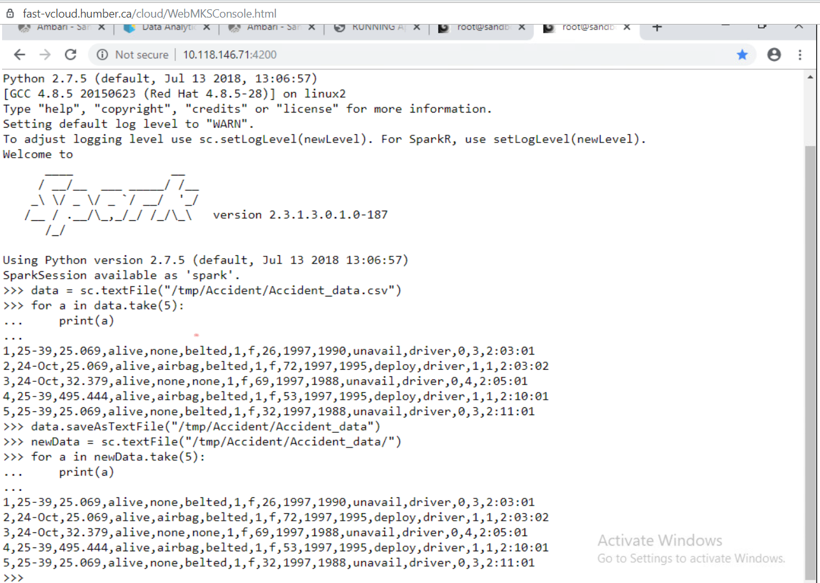 fast-vcloud.humber.ca/cloud/WebMKSConsole.html
Ambari - Sa
Data Analyti
Ambari - Sa
RUNNING A
root@sandb
root@sandb
Not secure | 10.118.146.71:4200
Python 2.7.5 (default, Jul 13 2018, 13:06:57)
[GCC 4.8.5 20150623 (Red Hat 4.8.5-28)] on linux2
Type "help", "copyright", "credits" or "license" for more information.
Setting default log level to "WARN".
To adjust logging level use sc.setLogLevel(newLevel). For SparkR, use setLogLevel(newLevel).
Welcome to
      ____              __
     / __/__  ___ _____/ /__
    _\ \/ _ \/ _ `/ __/  '_/
   /__ / .__/\_,_/_/ /_/\_\   version 2.3.1.3.0.1.0-187
      /_/
Using Python version 2.7.5 (default, Jul 13 2018 13:06:57)
SparkSession available as 'spark'.
>>> data = sc.textFile("/tmp/Accident/Accident_data.csv")
>>> for a in data.take(5):
...     print(a)
...
1,25-39,25.069,alive,none,belted,1,f,26,1997,1990,unavail,driver,0,3,2:03:01
2,24-Oct,25.069,alive,airbag,belted,1,f,72,1997,1995,deploy,driver,1,1,2:03:02
3,24-Oct,32.379,alive,none,none,1,f,69,1997,1988,unavail,driver,0,4,2:05:01
4,25-39,495.444,alive,airbag,belted,1,f,53,1997,1995,deploy,driver,1,1,2:10:01
5,25-39,25.069,alive,none,belted,1,f,32,1997,1988,unavail,driver,0,3,2:11:01
>>> data.saveAsTextFile("/tmp/Accident/Accident_data")
>>> newData = sc.textFile("/tmp/Accident/Accident_data/")
>>> for a in newData.take(5):
...     print(a)
...
1,25-39,25.069,alive,none,belted,1,f,26,1997,1990,unavail,driver,0,3,2:03:01
2,24-Oct,25.069,alive,airbag,belted,1,f,72,1997,1995,deploy,driver,1,1,2:03:02
3,24-Oct,32.379,alive,none,none,1,f,69,1997,1988,unavail,driver,0,4,2:05:01
4,25-39,495.444,alive,airbag,belted,1,f,53,1997,1995,deploy,driver,1,1,2:10:01
5,25-39,25.069,alive,none,belted,1,f,32,1997,1988,unavail,driver,0,3,2:11:01
>>>
Activate Windows
Go to Settings to activate Windows.